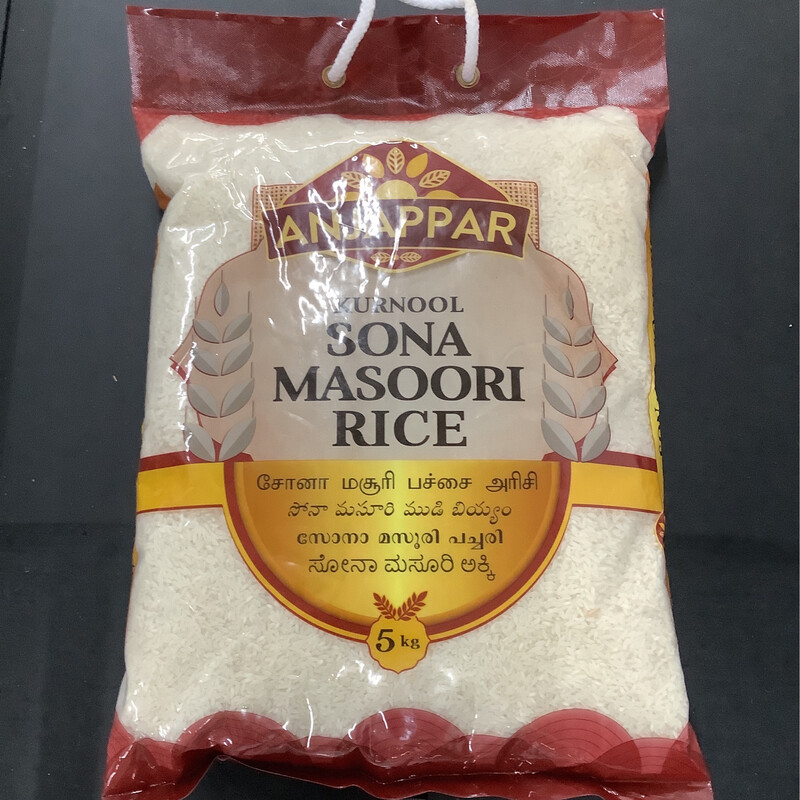 ANJAPPAR
KURNOOL
SONA
MASOORI
RICE
சோனா மசூரி பச்சை அரிசி
సోనా మసూరి ముడి బియ్యం
സോനാ മസൂരി പച്ചരി
ಸೋನಾ ಮಸೂರಿ ಅಕ್ಕಿ
5 kg